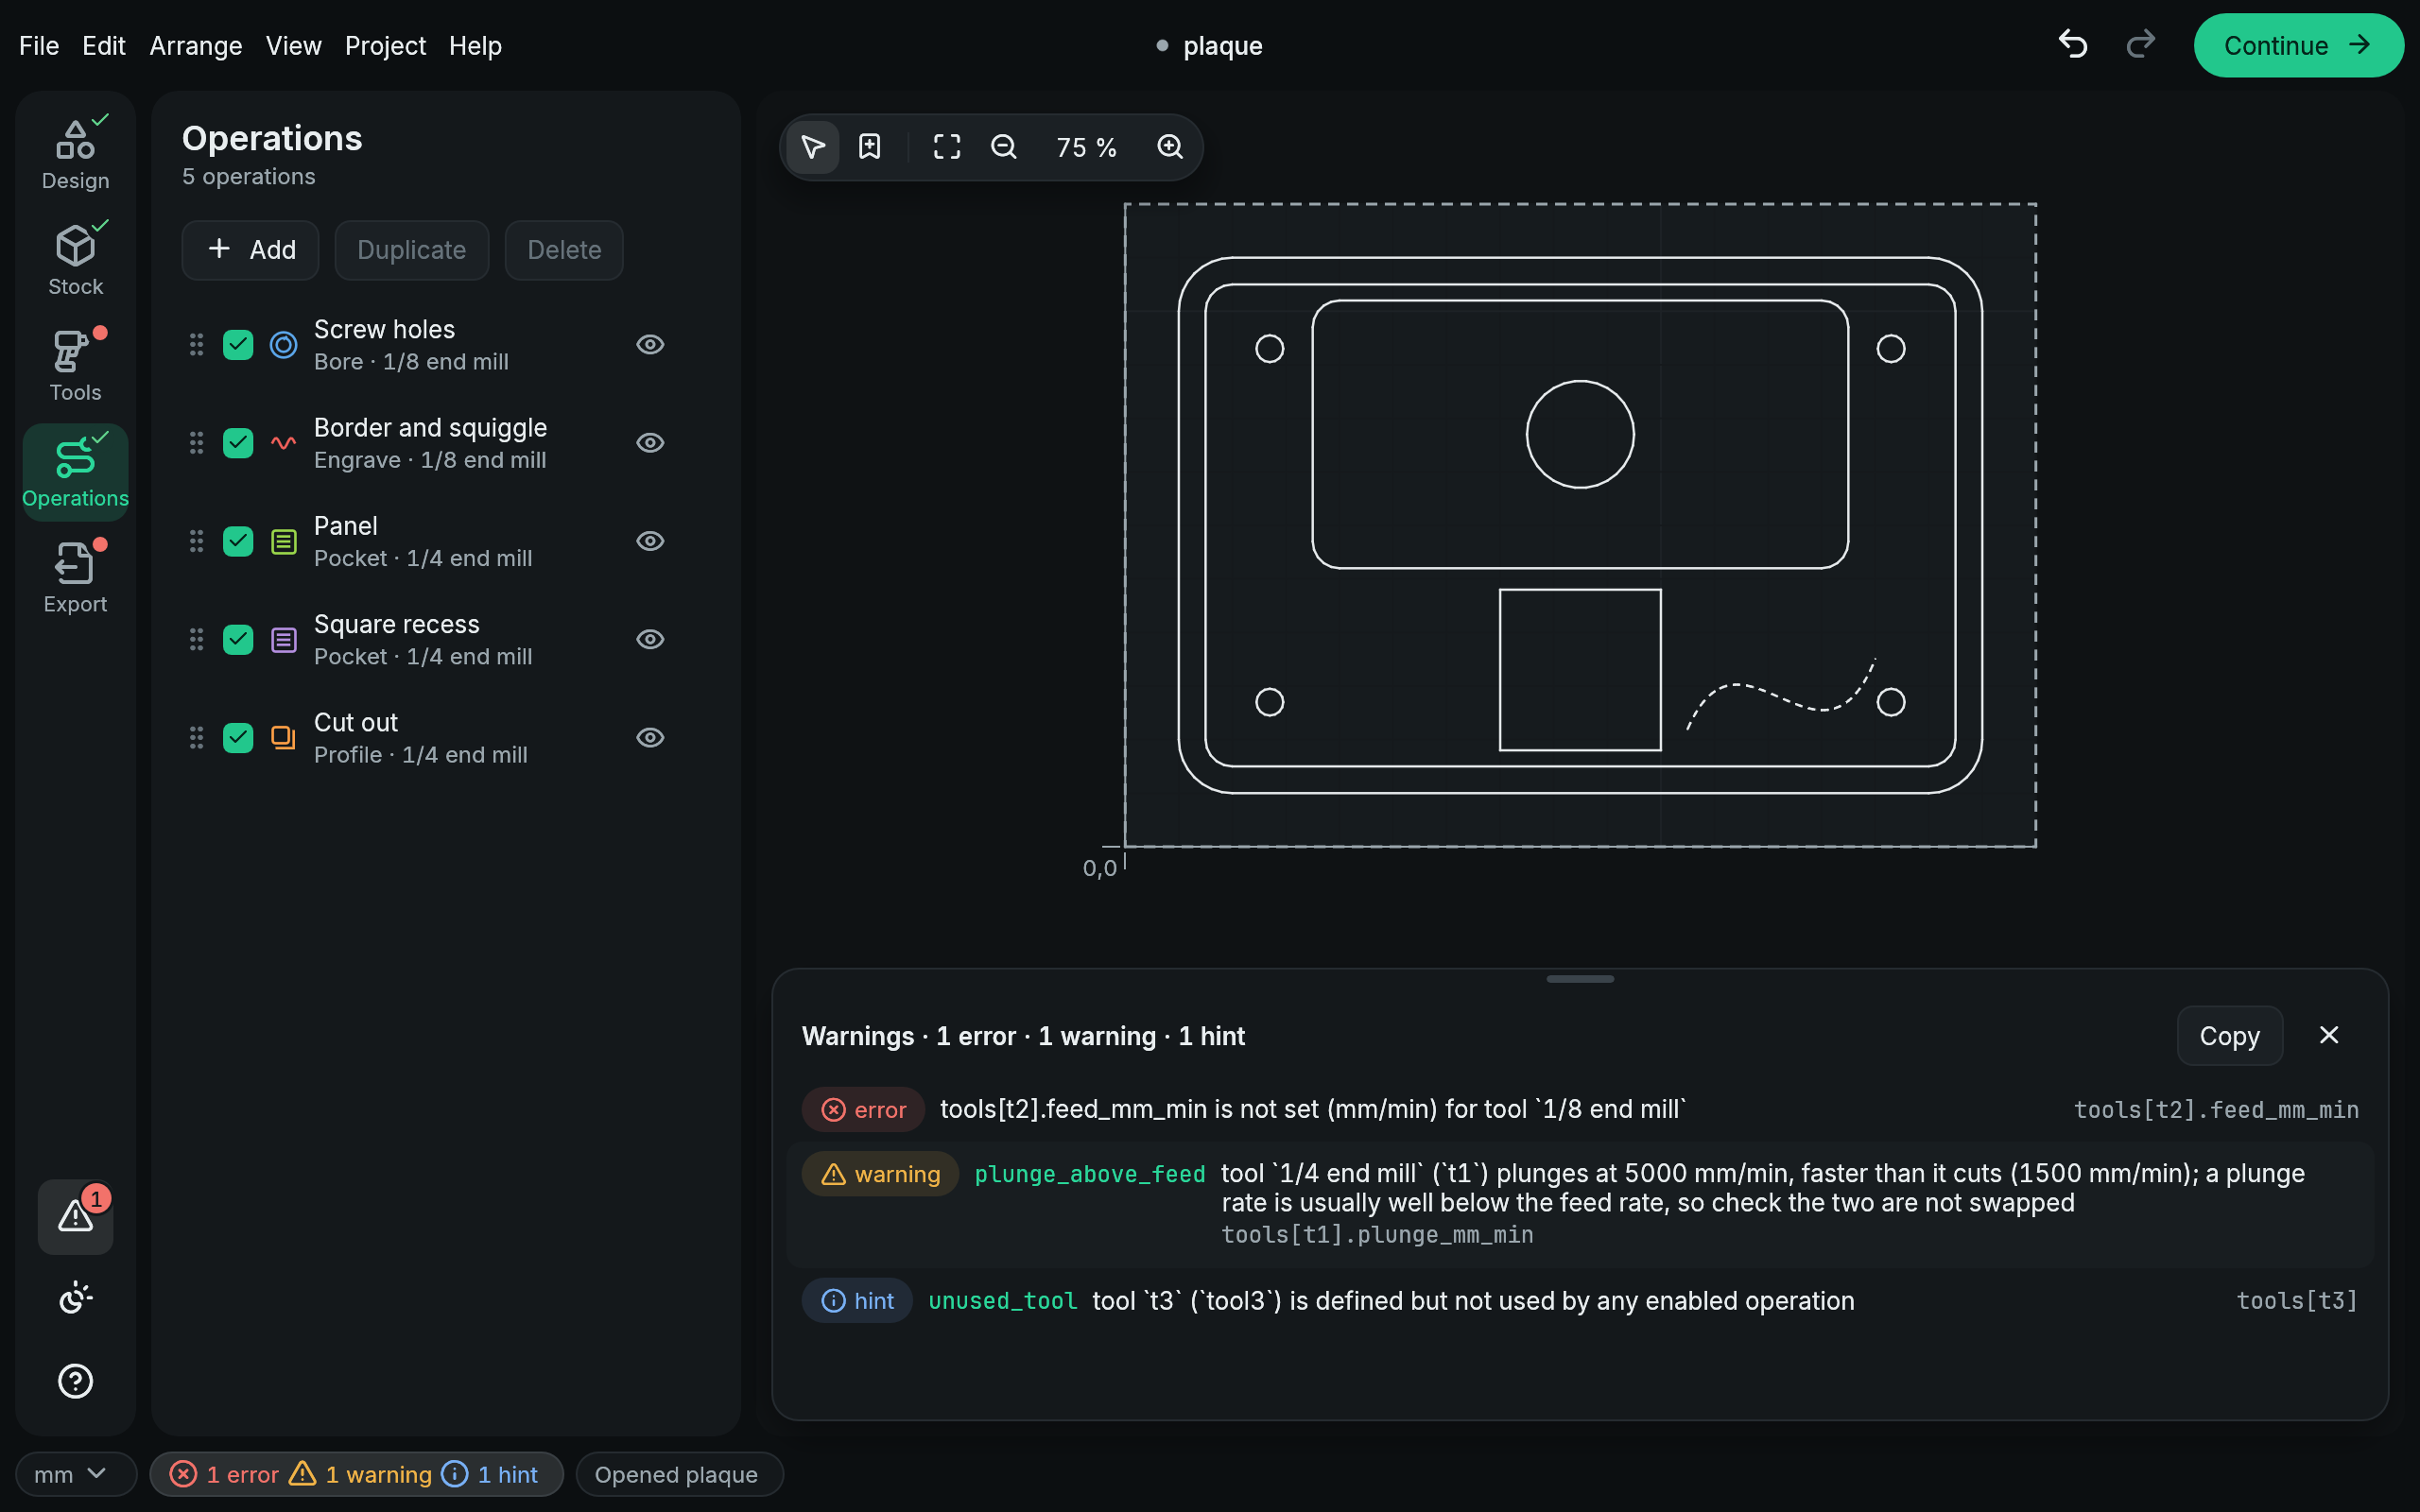 File Edit Arrange View Project Help
plaque
Continue
Design
Stock
Tools
Operations
Export
1
Operations
5 operations
Add Duplicate Delete
Screw holes
Bore · 1/8 end mill
Border and squiggle
Engrave · 1/8 end mill
Panel
Pocket · 1/4 end mill
Square recess
Pocket · 1/4 end mill
Cut out
Profile · 1/4 end mill
75 %
0,0
Warnings · 1 error · 1 warning · 1 hint
Copy
error tools[t2].feed_mm_min is not set (mm/min) for tool `1/8 end mill` tools[t2].feed_mm_min
warning plunge_above_feed tool `1/4 end mill` (`t1`) plunges at 5000 mm/min, faster than it cuts (1500 mm/min); a plunge
rate is usually well below the feed rate, so check the two are not swapped
tools[t1].plunge_mm_min
hint unused_tool tool `t3` (`tool3`) is defined but not used by any enabled operation tools[t3]
mm 1 error 1 warning 1 hint Opened plaque